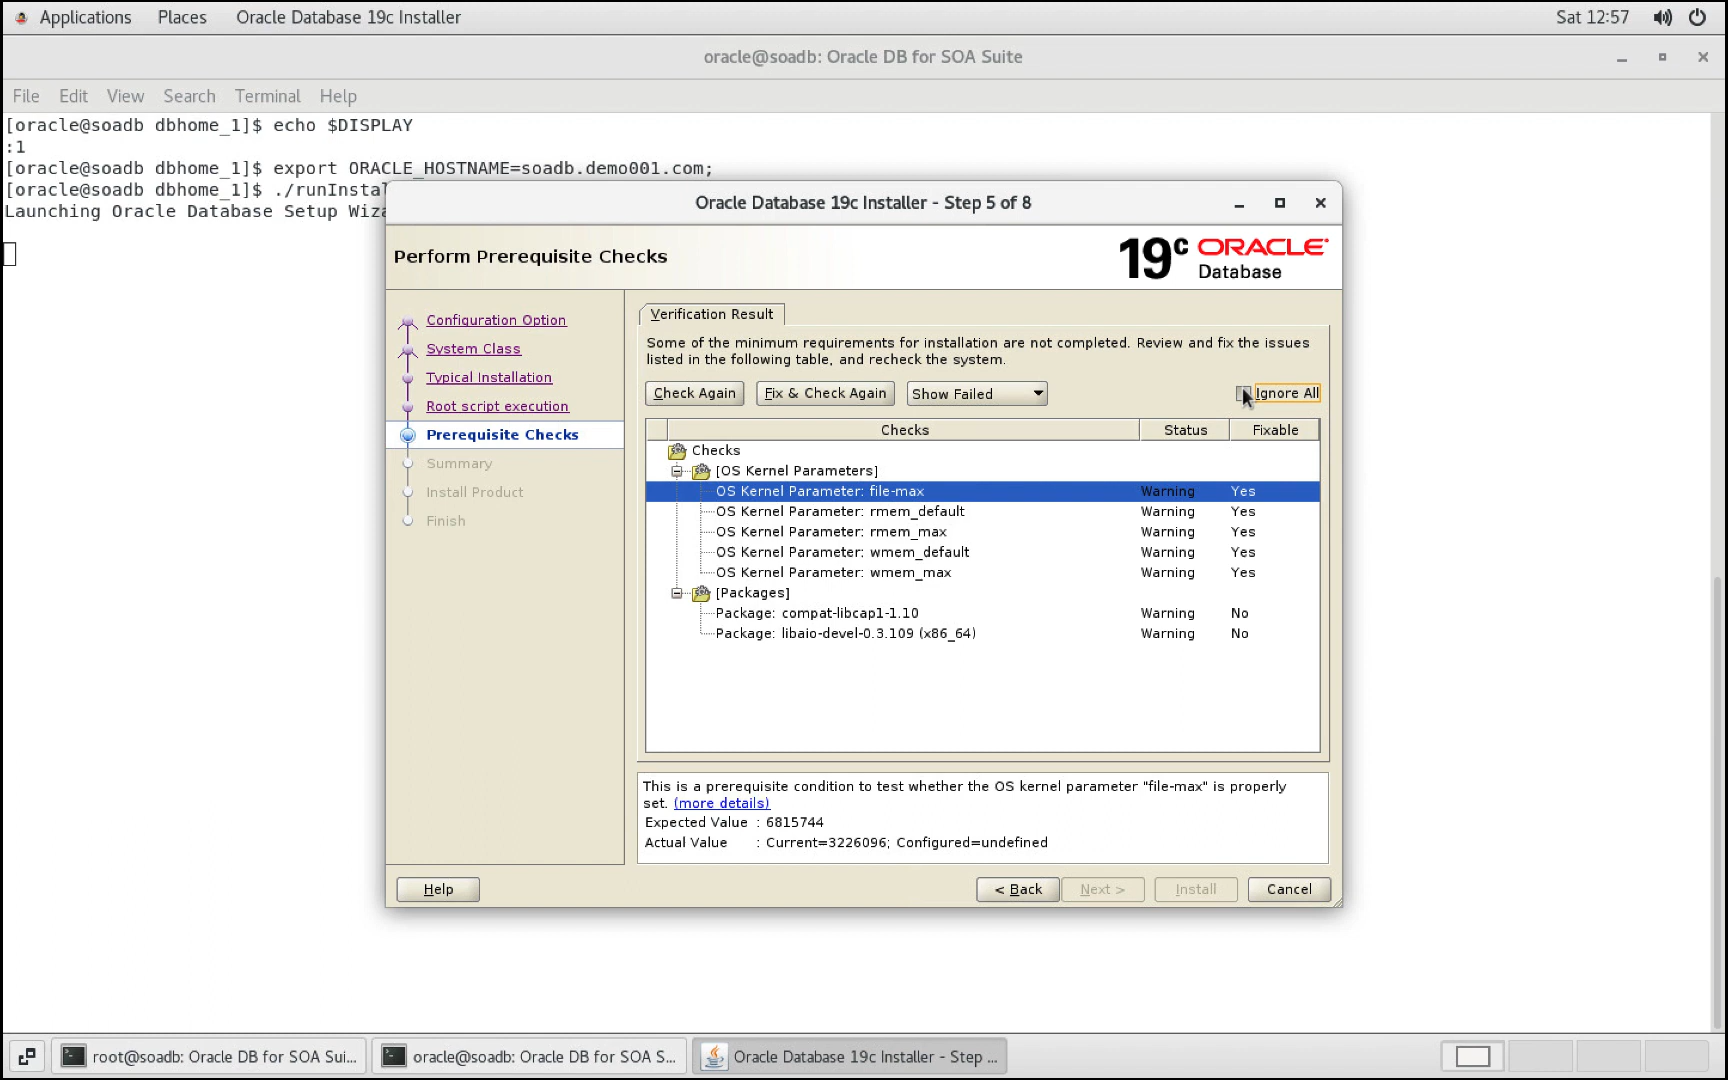 Applications Places Oracle Database 19c Installer Sat 12:57
oracle@soadb: Oracle DB for SOA Suite
File Edit View Search Terminal Help
[oracle@soadb dbhome_1]$ echo $DISPLAY
:1
[oracle@soadb dbhome_1]$ export ORACLE_HOSTNAME=soadb.demo001.com;
[oracle@soadb dbhome_1]$ ./runInstal
Launching Oracle Database Setup Wiza
Oracle Database 19c Installer - Step 5 of 8
Perform Prerequisite Checks
19c ORACLE
Database
Configuration Option
System Class
Typical Installation
Root script execution
Prerequisite Checks
Summary
Install Product
Finish
Verification Result
Some of the minimum requirements for installation are not completed. Review and fix the issues
listed in the following table, and recheck the system.
Check Again Fix & Check Again Show Failed Ignore All
Checks Status Fixable
Checks
[OS Kernel Parameters]
OS Kernel Parameter: file-max Warning Yes
OS Kernel Parameter: rmem_default Warning Yes
OS Kernel Parameter: rmem_max Warning Yes
OS Kernel Parameter: wmem_default Warning Yes
OS Kernel Parameter: wmem_max Warning Yes
[Packages]
Package: compat-libcap1-1.10 Warning No
Package: libaio-devel-0.3.109 (x86_64) Warning No
This is a prerequisite condition to test whether the OS kernel parameter "file-max" is properly
set. (more details)
Expected Value : 6815744
Actual Value : Current=3226096; Configured=undefined
Help < Back Next > Install Cancel
root@soadb: Oracle DB for SOA Sui... oracle@soadb: Oracle DB for SOA S... Oracle Database 19c Installer - Step ...